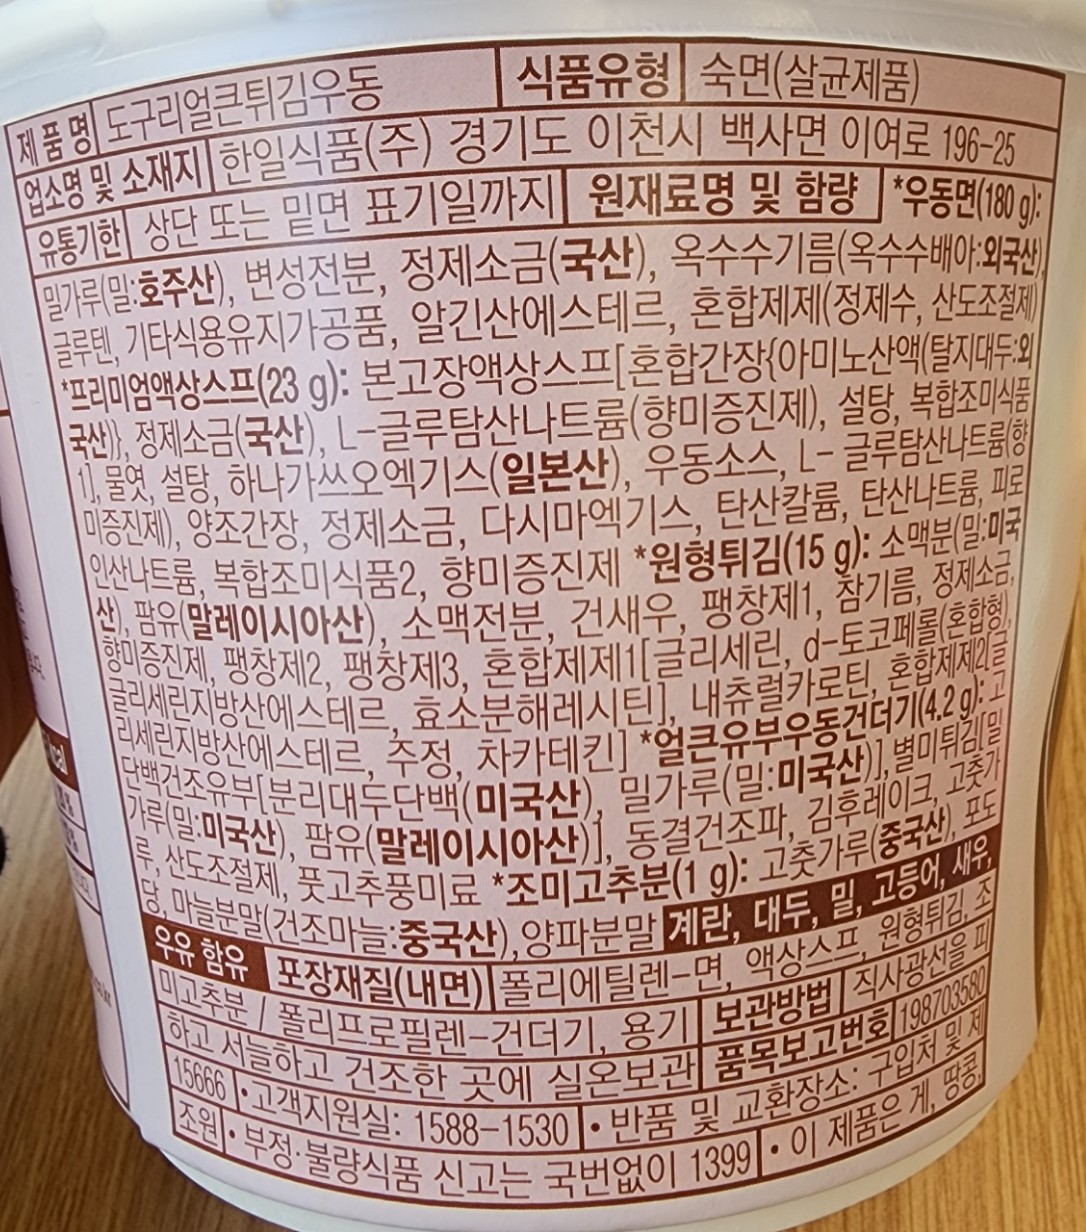 제 품 명 도구리얼큰튀김우동 식품유형 숙면(살균제품)
업소명 및 소재지 한일식품(주) 경기도 이천시 백사면 이여로 196-25
유통기한 상단 또는 밑면 표기일까지 원재료명 및 함량 *우동면(180 g):
밀가루(밀:호주산), 변성전분, 정제소금(국산), 옥수수기름(옥수수배아:외국산),
글루텐, 기타식용유지가공품, 알긴산에스테르, 혼합제제(정제수, 산도조절제)
*프리미엄액상스프(23 g): 본고장액상스프[혼합간장{아미노산액(탈지대두:외
국산)}, 정제소금(국산), L-글루탐산나트륨(향미증진제), 설탕, 복합조미식품
1], 물엿, 설탕, 하나가쓰오엑기스(일본산), 우동소스, L- 글루탐산나트륨(향
미증진제), 양조간장, 정제소금, 다시마엑기스, 탄산칼륨, 탄산나트륨, 피로
인산나트륨, 복합조미식품2, 향미증진제 *원형튀김(15 g): 소맥분(밀:미국
산), 팜유(말레이시아산), 소맥전분, 건새우, 팽창제1, 참기름, 정제소금,
향미증진제, 팽창제2, 팽창제3, 혼합제제1[글리세린, d-토코페롤(혼합형),
글리세린지방산에스테르, 효소분해레시틴], 내츄럴카로틴, 혼합제제2[글
리세린지방산에스테르, 주정, 차카테킨] *얼큰유부우동건더기(4.2 g): 고
단백건조유부[분리대두단백(미국산), 밀가루(밀:미국산)], 별미튀김[밀
가루(밀:미국산), 팜유(말레이시아산)], 동결건조파, 김후레이크, 고춧가
루, 산도조절제, 풋고추풍미료 *조미고추분(1 g): 고춧가루(중국산), 포도
당, 마늘분말(건조마늘:중국산), 양파분말 계란, 대두, 밀, 고등어, 새우,
우유 함유 포장재질(내면) 폴리에틸렌-면, 액상스프, 원형튀김, 조
미고추분 / 폴리프로필렌-건더기, 용기 보관방법 직사광선을 피
하고 서늘하고 건조한 곳에 실온보관 품목보고번호 198703580
15666 •고객지원실: 1588-1530 • 반품 및 교환장소: 구입처 및 제
조원 • 부정·불량식품 신고는 국번없이 1399 • 이 제품은 게, 땅콩,